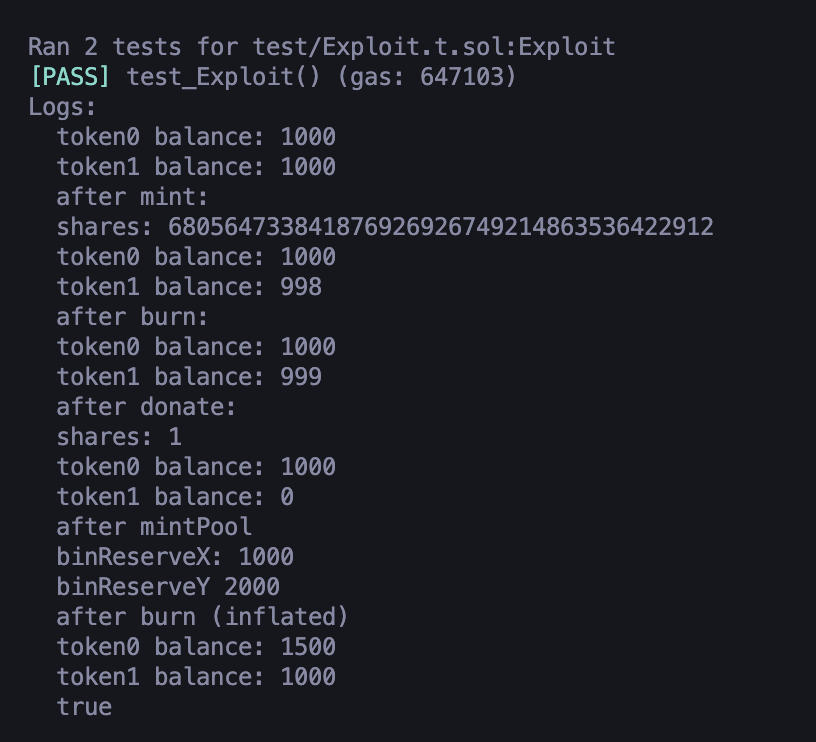 Ran 2 tests for test/Exploit.t.sol:Exploit
[PASS] test_Exploit() (gas: 647103)
Logs:
  token0 balance: 1000
  token1 balance: 1000
  after mint:
  shares: 680564733841876926926749214863536422912
  token0 balance: 1000
  token1 balance: 998
  after burn:
  token0 balance: 1000
  token1 balance: 999
  after donate:
  shares: 1
  token0 balance: 1000
  token1 balance: 0
  after mintPool
  binReserveX: 1000
  binReserveY 2000
  after burn (inflated)
  token0 balance: 1500
  token1 balance: 1000
  true